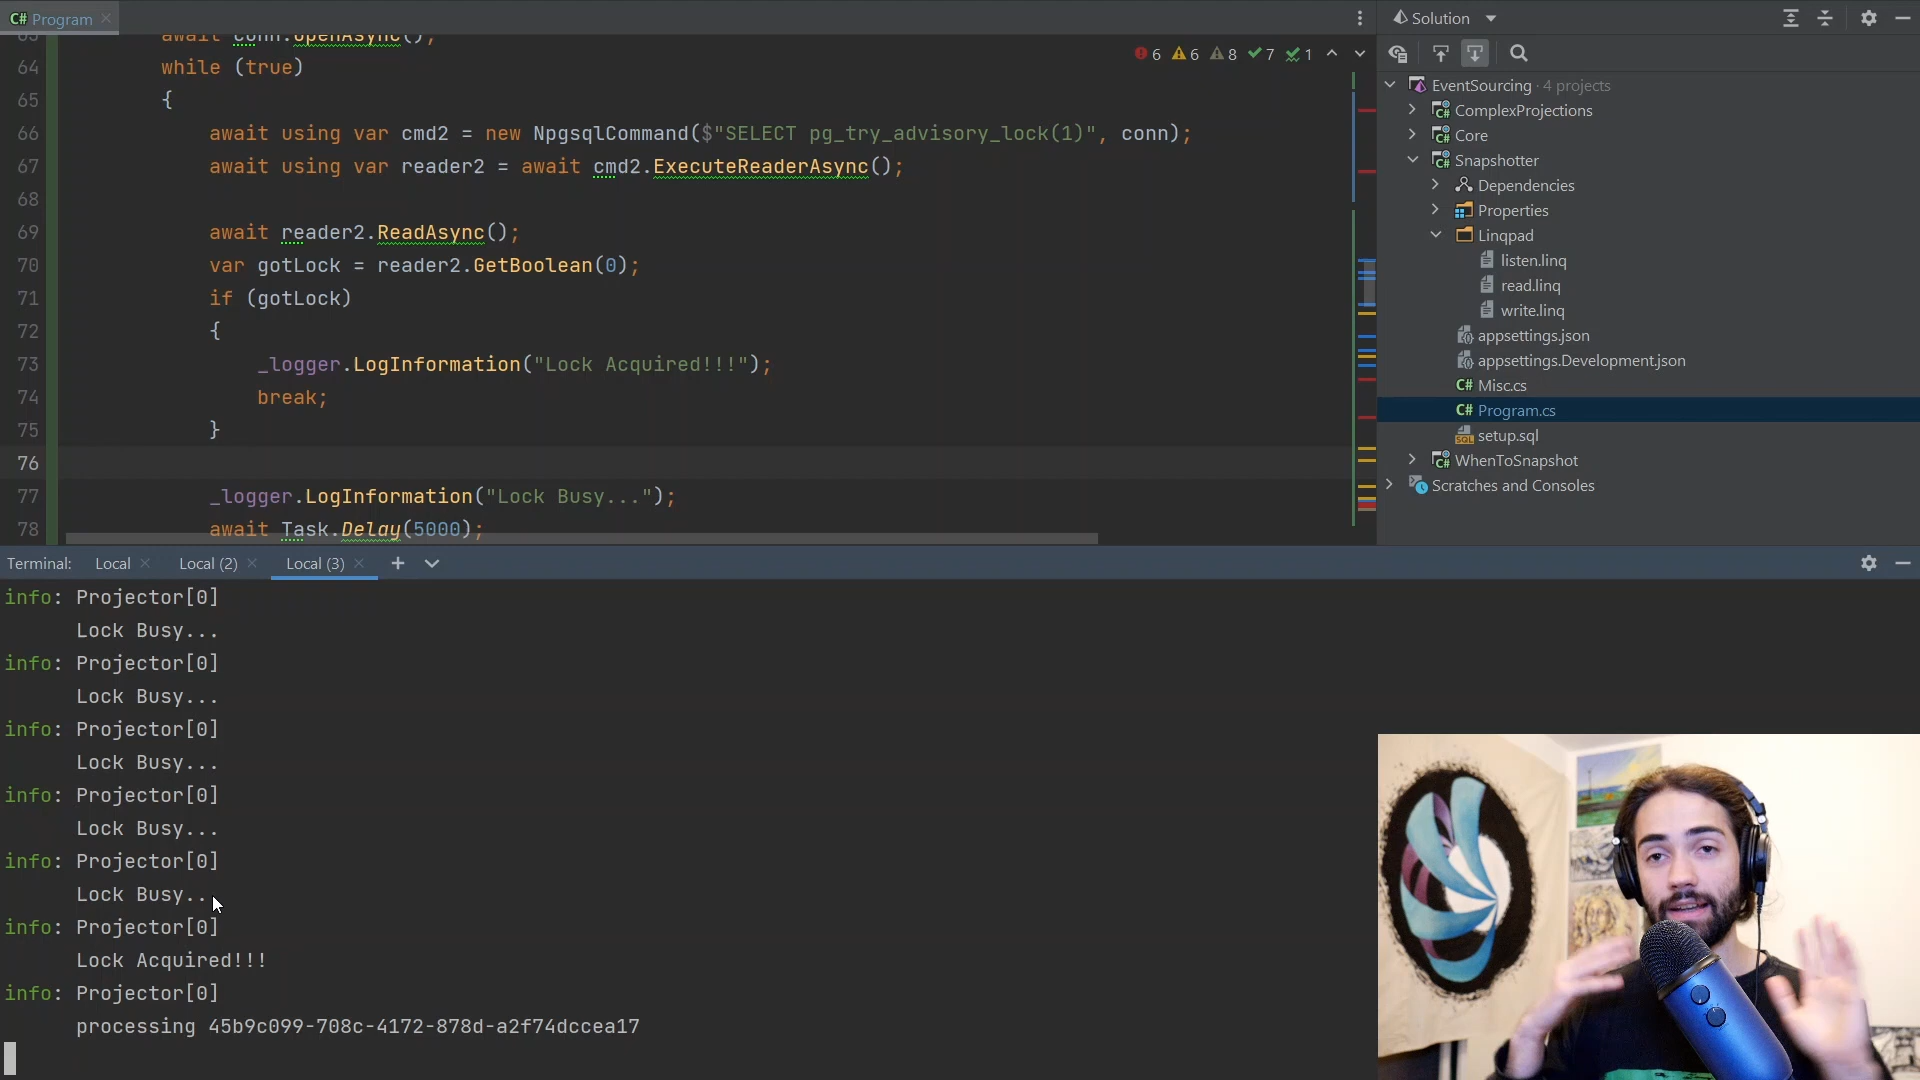 C# Program
Solution
63 await conn.OpenAsync();
64 while (true)
65 {
66 await using var cmd2 = new NpgsqlCommand($"SELECT pg_try_advisory_lock(1)", conn);
67 await using var reader2 = await cmd2.ExecuteReaderAsync();
68
69 await reader2.ReadAsync();
70 var gotLock = reader2.GetBoolean(0);
71 if (gotLock)
72 {
73 _logger.LogInformation("Lock Acquired!!!");
74 break;
75 }
76
77 _logger.LogInformation("Lock Busy...");
78 await Task.Delay(5000);
6 6 8 7 1
EventSourcing · 4 projects
ComplexProjections
Core
Snapshotter
Dependencies
Properties
Linqpad
listen.linq
read.linq
write.linq
appsettings.json
appsettings.Development.json
C# Misc.cs
C# Program.cs
setup.sql
WhenToSnapshot
Scratches and Consoles
Terminal: Local Local (2) Local (3)
info: Projector[0]
Lock Busy...
info: Projector[0]
Lock Busy...
info: Projector[0]
Lock Busy...
info: Projector[0]
Lock Busy...
info: Projector[0]
Lock Busy...
info: Projector[0]
Lock Acquired!!!
info: Projector[0]
processing 45b9c099-708c-4172-878d-a2f74dccea17